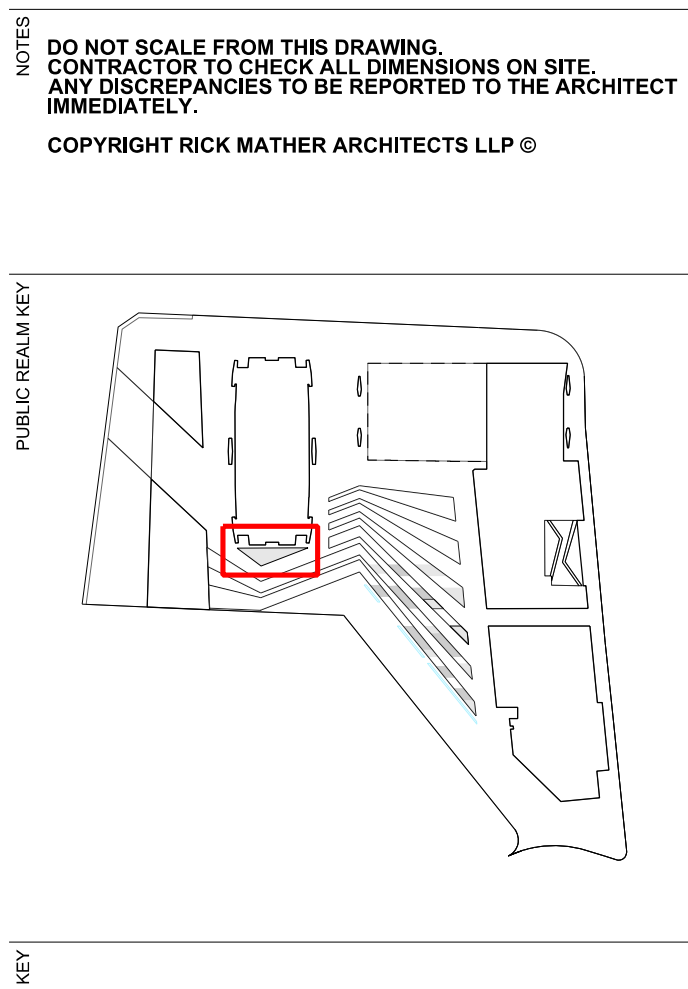 NOTES
DO NOT SCALE FROM THIS DRAWING.
CONTRACTOR TO CHECK ALL DIMENSIONS ON SITE.
ANY DISCREPANCIES TO BE REPORTED TO THE ARCHITECT
IMMEDIATELY.
COPYRIGHT RICK MATHER ARCHITECTS LLP ©
PUBLIC REALM KEY
KEY